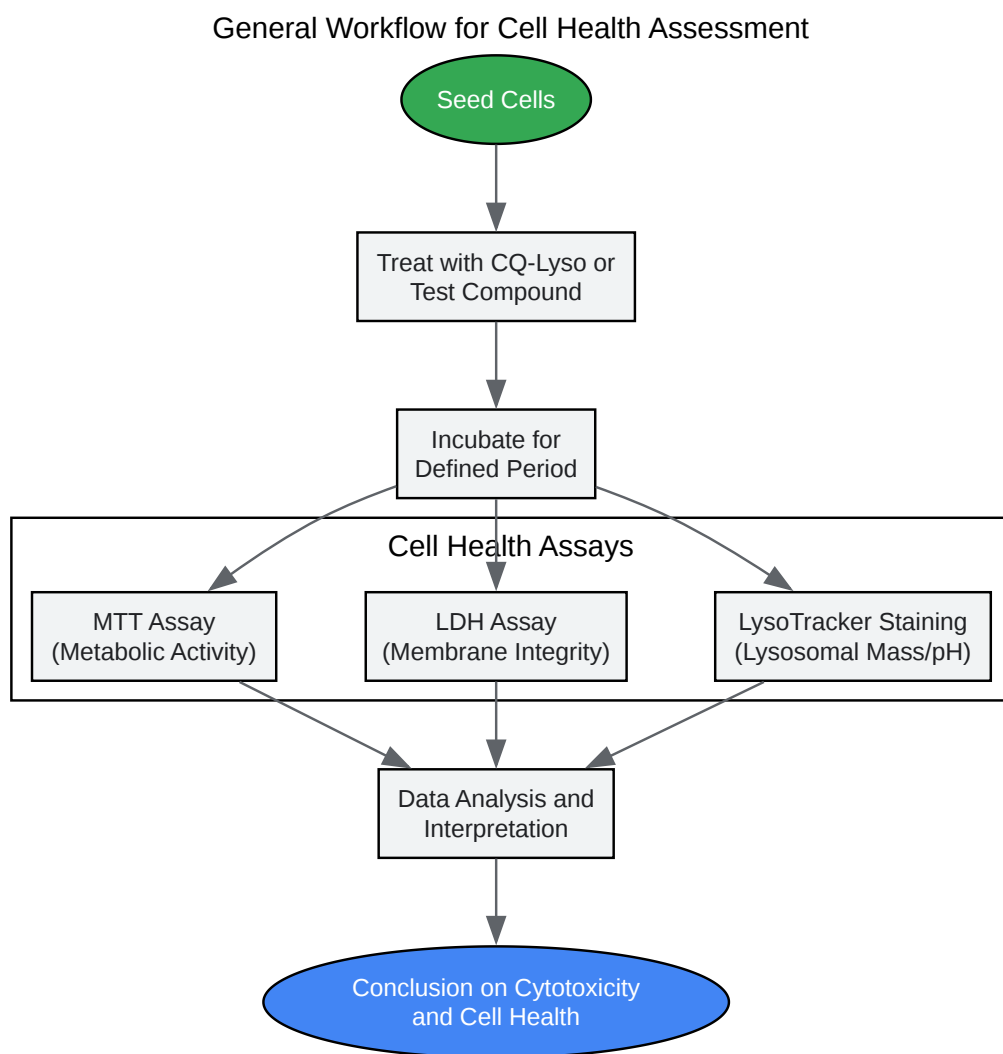 General Workflow for Cell Health Assessment
Seed Cells
Treat with CQ-Lyso or
Test Compound
Incubate for
Defined Period
Cell Health Assays
MTT Assay
(Metabolic Activity)
LDH Assay
(Membrane Integrity)
LysoTracker Staining
(Lysosomal Mass/pH)
Data Analysis and
Interpretation
Conclusion on Cytotoxicity
and Cell Health